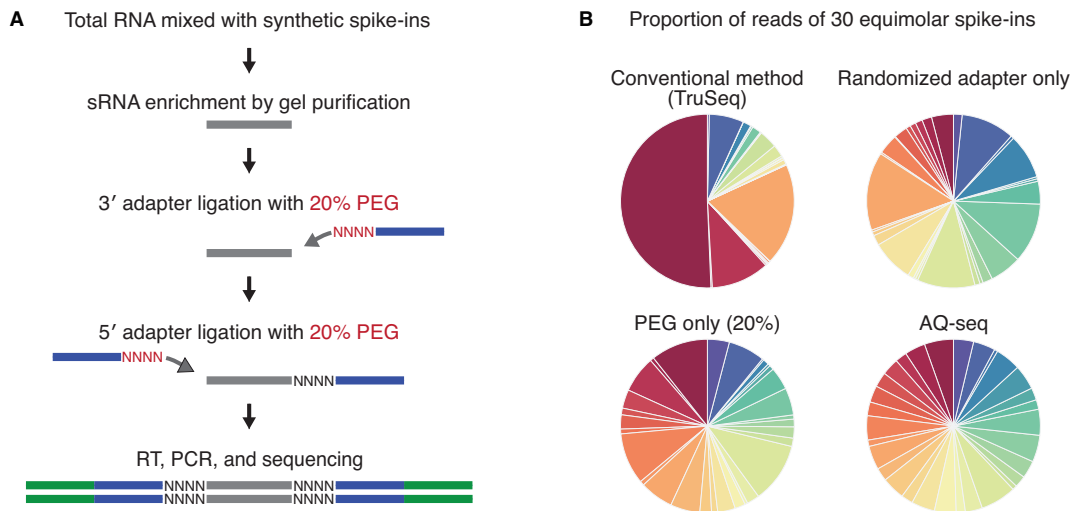 A
Total RNA mixed with synthetic spike-ins
sRNA enrichment by gel purification
3′ adapter ligation with 20% PEG
NNNN
5′ adapter ligation with 20% PEG
NNNN
NNNN
RT, PCR, and sequencing
NNNN NNNN
NNNN NNNN
B
Proportion of reads of 30 equimolar spike-ins
Conventional method
(TruSeq)
Randomized adapter only
PEG only (20%)
AQ-seq